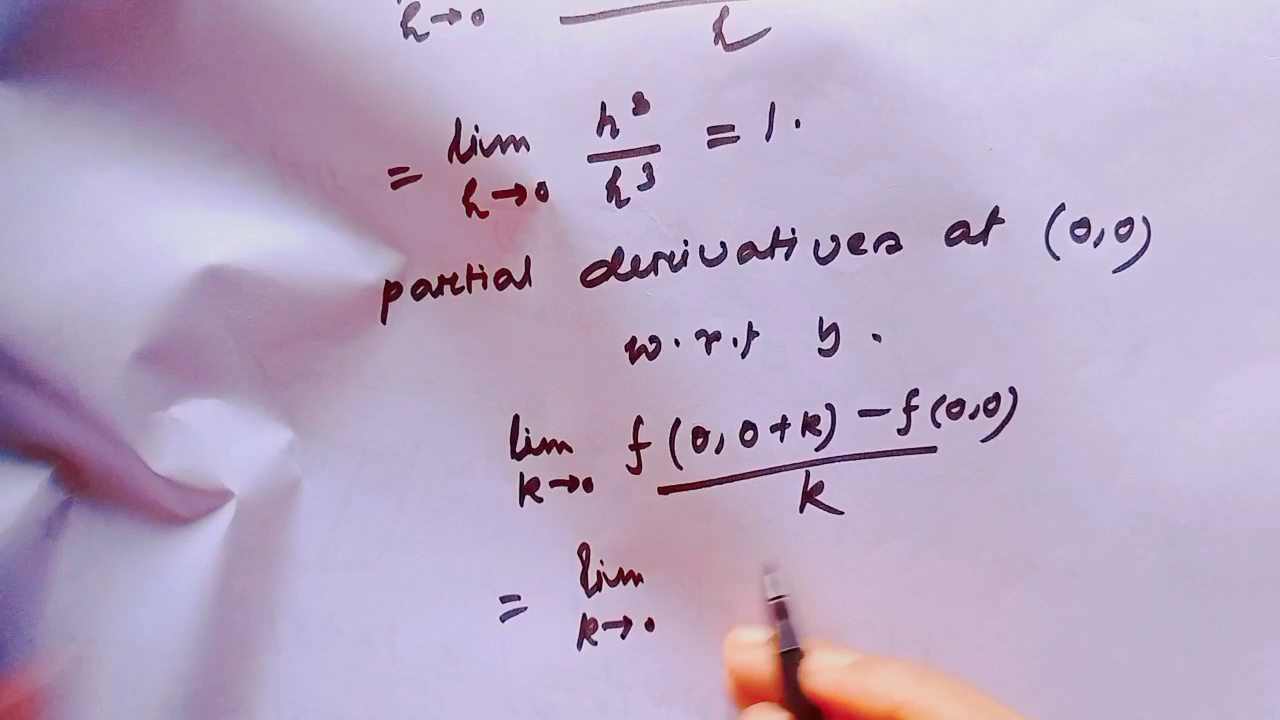 h→0 h
= lim h³/h³ = 1.
h→0
partial derivatives at (0,0)
w.r.t y.
lim f(0,0+k) - f(0,0)
k→0 k
= lim
k→0